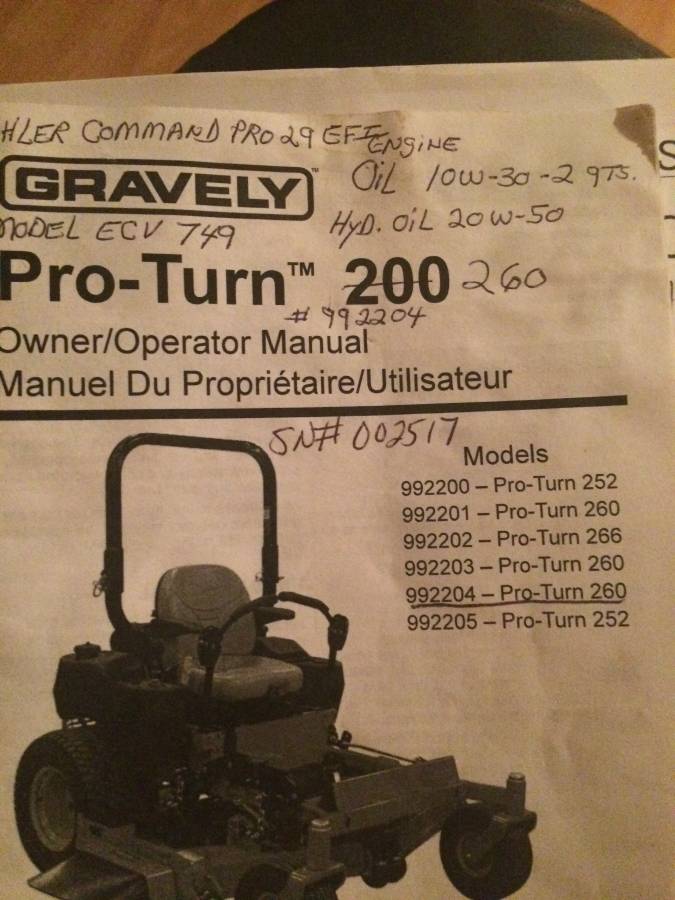 HLER COMMAND PRO 29 EFI ENGINE
OIL 10W-30 - 2 QTS.
GRAVELY™
MODEL ECV 749
HYD. OIL 20W-50
Pro-Turn™ 200 260
# 992204
Owner/Operator Manual
Manuel Du Propriétaire/Utilisateur
SN# 002517
Models
992200 – Pro-Turn 252
992201 – Pro-Turn 260
992202 – Pro-Turn 266
992203 – Pro-Turn 260
992204 – Pro-Turn 260
992205 – Pro-Turn 252
S